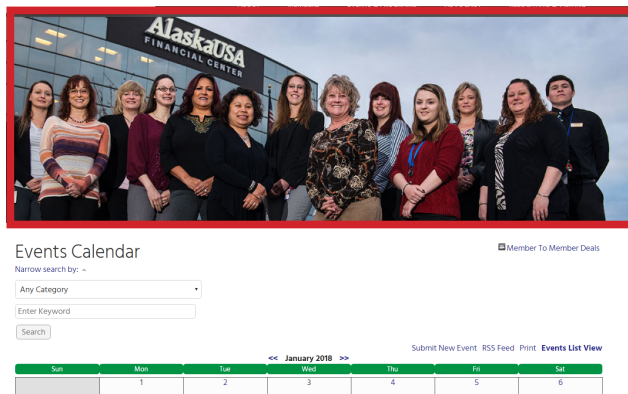 AlaskaUSA
FINANCIAL CENTER
Events Calendar
Member To Member Deals
Narrow search by:
Any Category
Enter Keyword
Search
Submit New Event RSS Feed Print Events List View
<< January 2018 >>
Sun Mon Tue Wed Thu Fri Sat
1 2 3 4 5 6